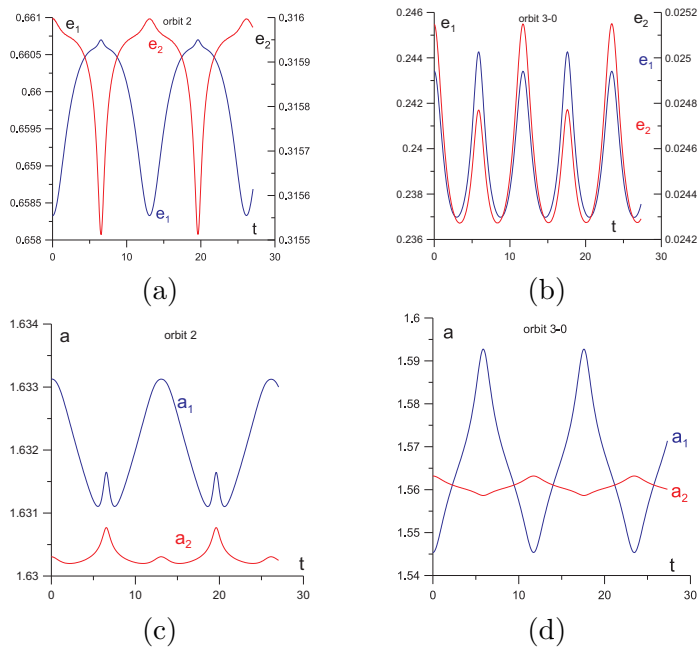 orbit 2
0.661
0.6605
0.66
0.6595
0.659
0.6585
0.658
0.316
0.3159
0.3158
0.3157
0.3156
0.3155
e1
e2
e2
e1
t
0
10
20
30
(a)
orbit 3-0
0.246
0.244
0.242
0.24
0.238
0.236
0.0252
0.025
0.0248
0.0246
0.0244
0.0242
e1
e2
e1
e2
t
0
10
20
30
(b)
orbit 2
a
1.634
1.633
1.632
1.631
1.63
a1
a2
t
0
10
20
30
(c)
orbit 3-0
a
1.6
1.59
1.58
1.57
1.56
1.55
1.54
a1
a2
t
0
10
20
30
(d)